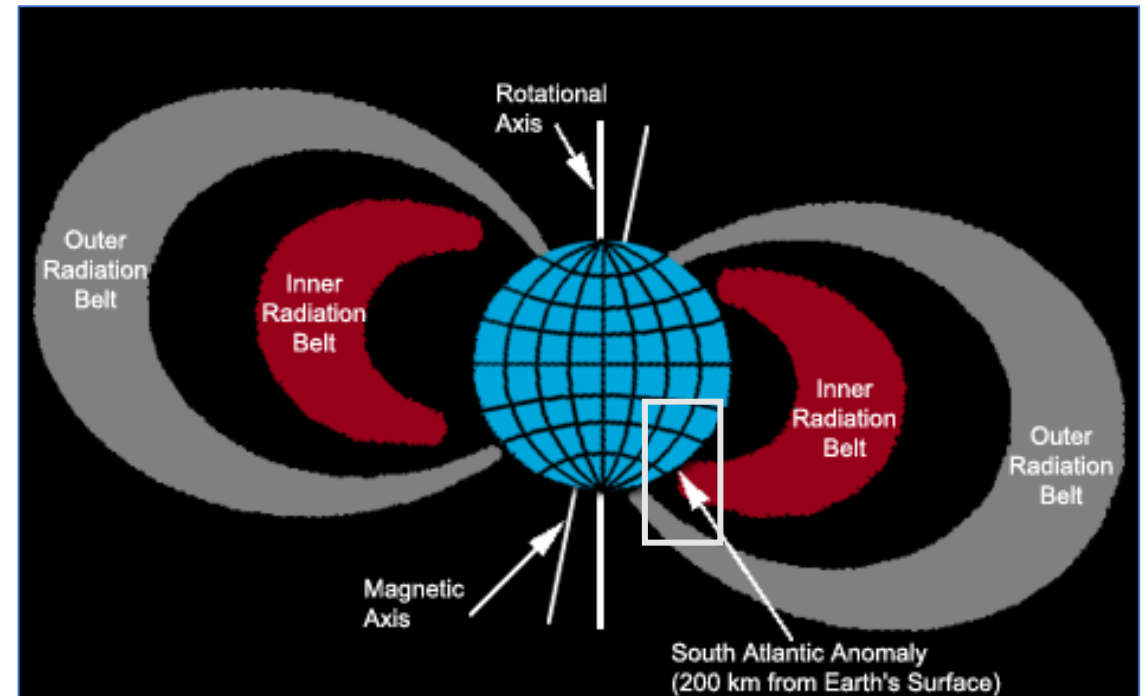 Rotational
Axis
Outer
Radiation
Belt
Inner
Radiation
Belt
Inner
Radiation
Belt
Outer
Radiation
Belt
Magnetic
Axis
South Atlantic Anomaly
(200 km from Earth's Surface)